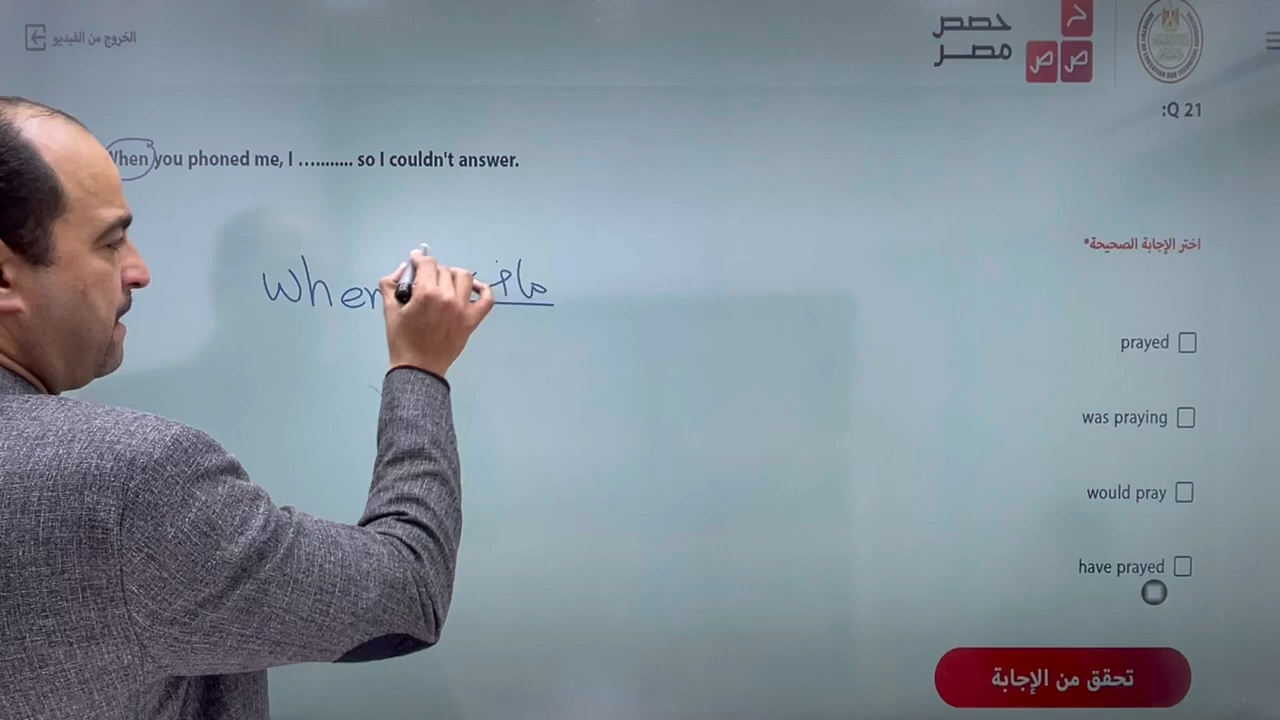 الخروج من الفيديو
حصص
مصر
ح
ص ص
:Q 21
When you phoned me, I .......... so I couldn't answer.
When
اختر الإجابة الصحيحة*
prayed
was praying
would pray
have prayed
تحقق من الإجابة